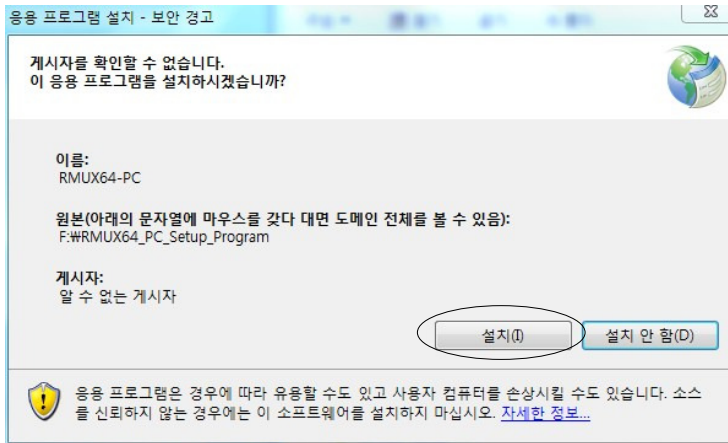 응용 프로그램 설치 - 보안 경고
게시자를 확인할 수 없습니다.
이 응용 프로그램을 설치하시겠습니까?
이름:
RMUX64-PC
원본(아래의 문자열에 마우스를 갖다 대면 도메인 전체를 볼 수 있음):
F:₩RMUX64_PC_Setup_Program
게시자:
알 수 없는 게시자
설치(I) 설치 안 함(D)
응용 프로그램은 경우에 따라 유용할 수도 있고 사용자 컴퓨터를 손상시킬 수도 있습니다. 소스
를 신뢰하지 않는 경우에는 이 소프트웨어를 설치하지 마십시오. 자세한 정보...